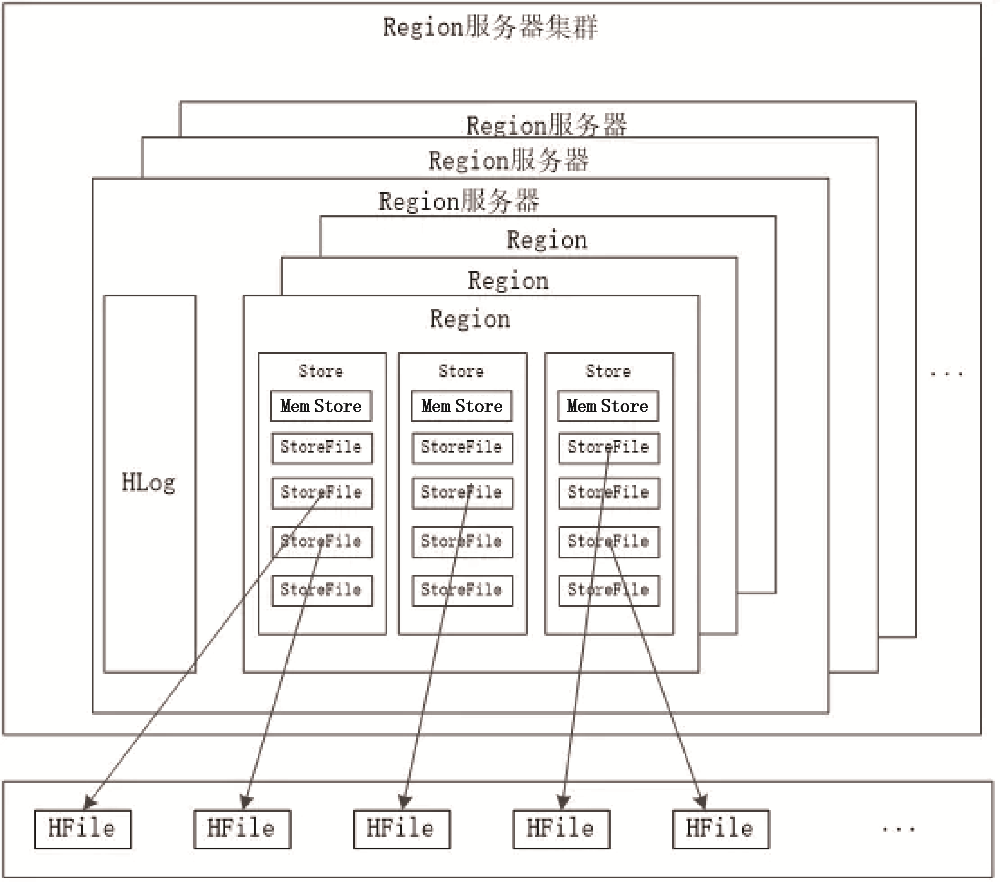 Region服务器集群
Region服务器
Region服务器
Region服务器
Region
Region
Region
HLog
Store
Store
Store
Mem Store
Mem Store
Mem Store
StoreFile
StoreFile
StoreFile
StoreFile
StoreFile
StoreFile
StoreFile
StoreFile
StoreFile
StoreFile
StoreFile
StoreFile
...
HFile
HFile
HFile
HFile
HFile
...